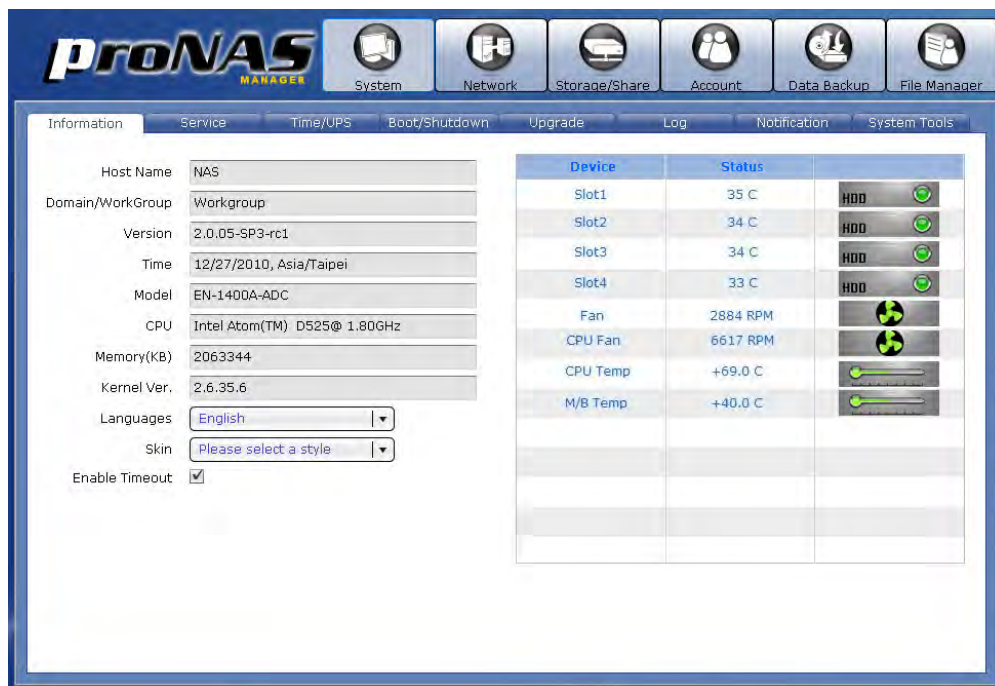 proNAS
MANAGER
System
Network
Storage/Share
Account
Data Backup
File Manager
Information
Service
Time/UPS
Boot/Shutdown
Upgrade
Log
Notification
System Tools
Host Name NAS
Domain/WorkGroup Workgroup
Version 2.0.05-SP3-rc1
Time 12/27/2010, Asia/Taipei
Model EN-1400A-ADC
CPU Intel Atom(TM) D525@ 1.80GHz
Memory(KB) 2063344
Kernel Ver. 2.6.35.6
Languages English
Skin Please select a style
Enable Timeout
Device Status
Slot1 35 C HDD
Slot2 34 C HDD
Slot3 34 C HDD
Slot4 33 C HDD
Fan 2884 RPM
CPU Fan 6617 RPM
CPU Temp +69.0 C
M/B Temp +40.0 C